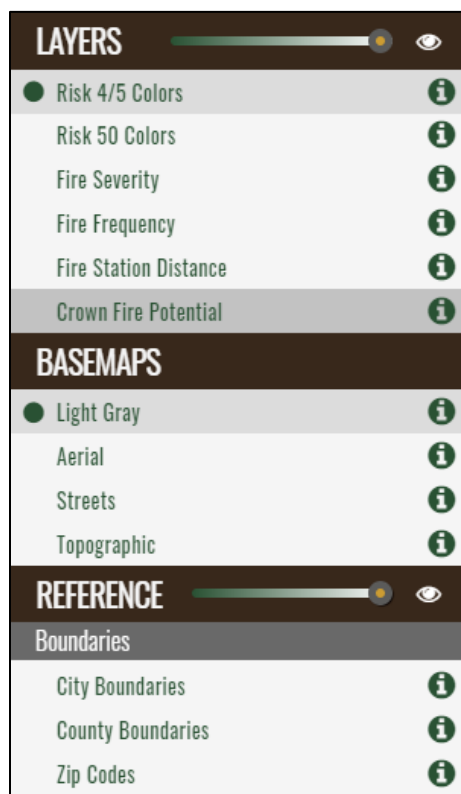 LAYERS
Risk 4/5 Colors
Risk 50 Colors
Fire Severity
Fire Frequency
Fire Station Distance
Crown Fire Potential
BASEMAPS
Light Gray
Aerial
Streets
Topographic
REFERENCE
Boundaries
City Boundaries
County Boundaries
Zip Codes